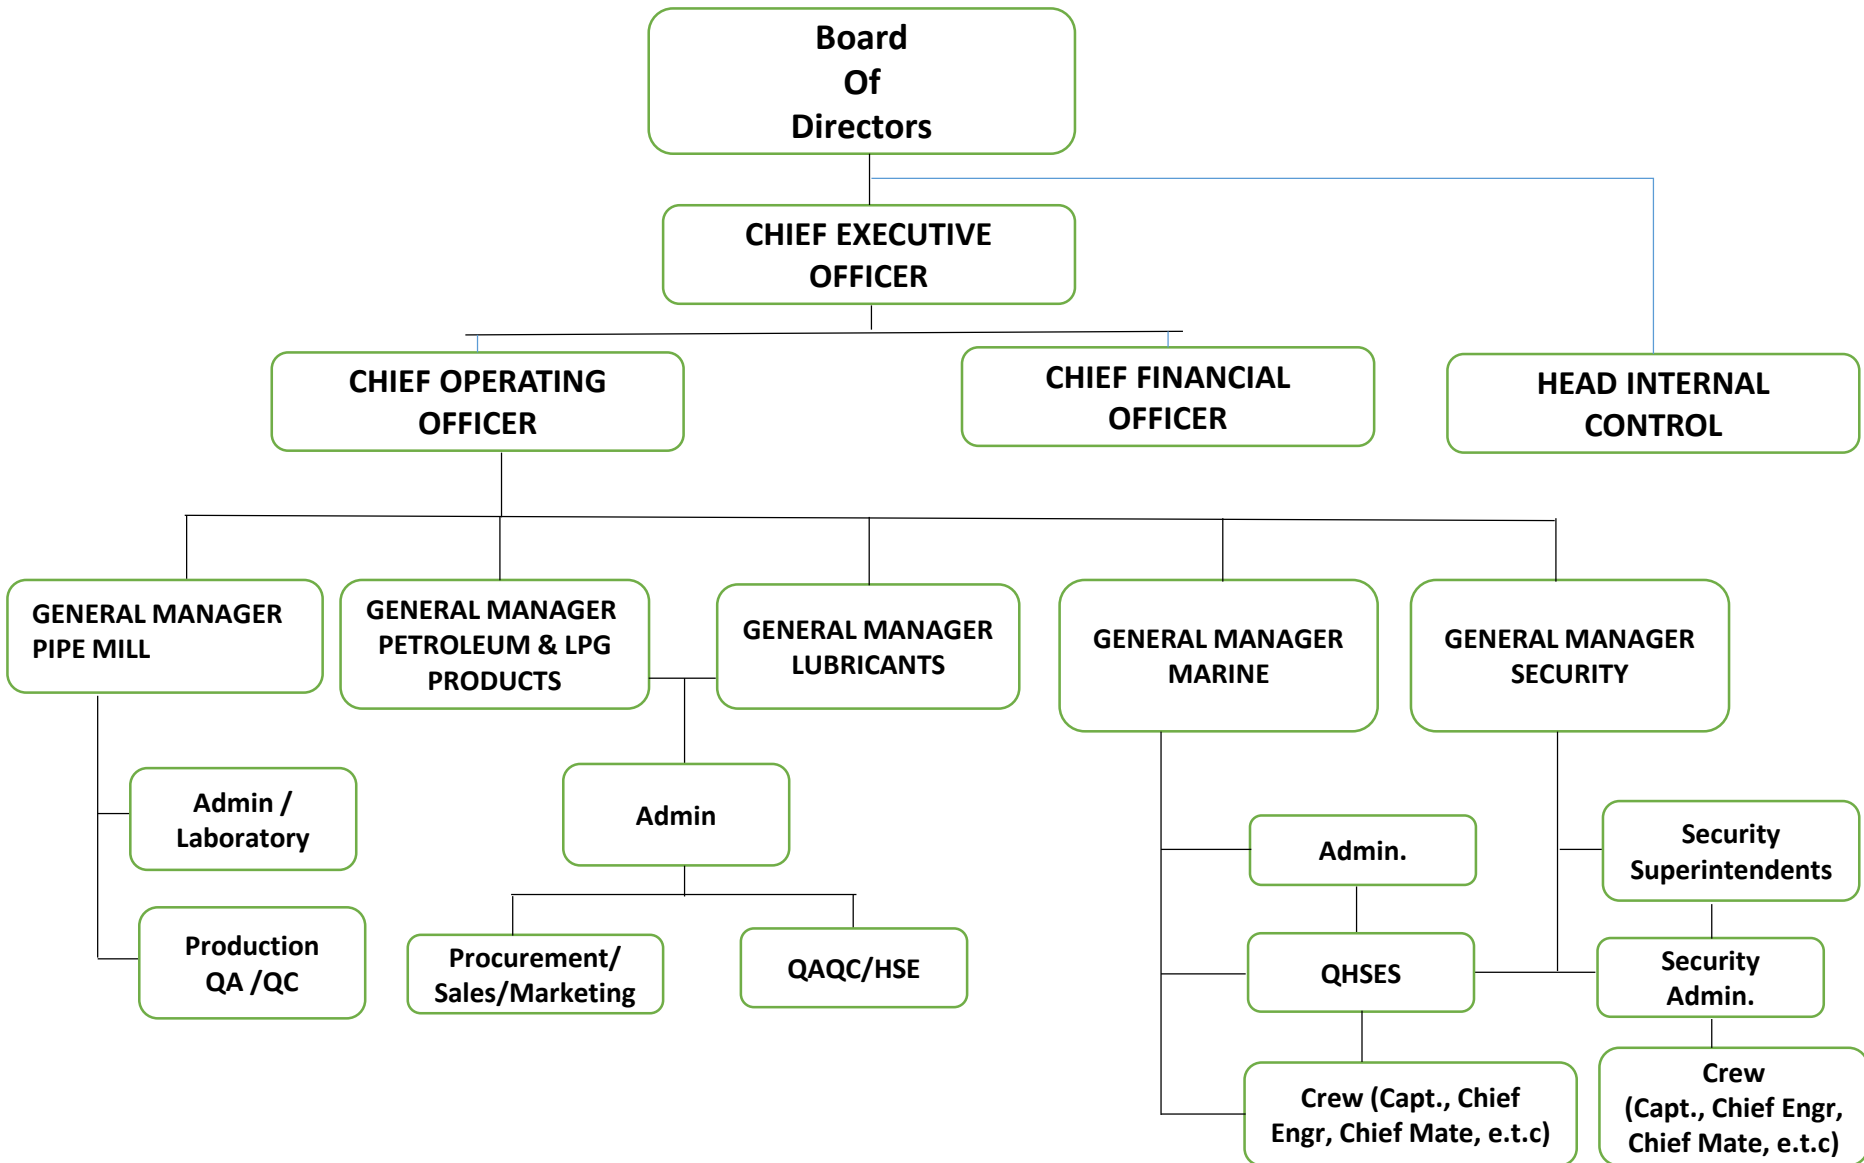 Board
Of
Directors
CHIEF EXECUTIVE
OFFICER
CHIEF OPERATING
OFFICER
CHIEF FINANCIAL
OFFICER
HEAD INTERNAL
CONTROL
GENERAL MANAGER
PIPE MILL
GENERAL MANAGER
PETROLEUM & LPG
PRODUCTS
GENERAL MANAGER
LUBRICANTS
GENERAL MANAGER
MARINE
GENERAL MANAGER
SECURITY
Admin /
Laboratory
Production
QA /QC
Admin
Procurement/
Sales/Marketing
QAQC/HSE
Admin.
QHSES
Crew (Capt., Chief
Engr, Chief Mate, e.t.c)
Security
Superintendents
Security
Admin.
Crew
(Capt., Chief Engr,
Chief Mate, e.t.c)